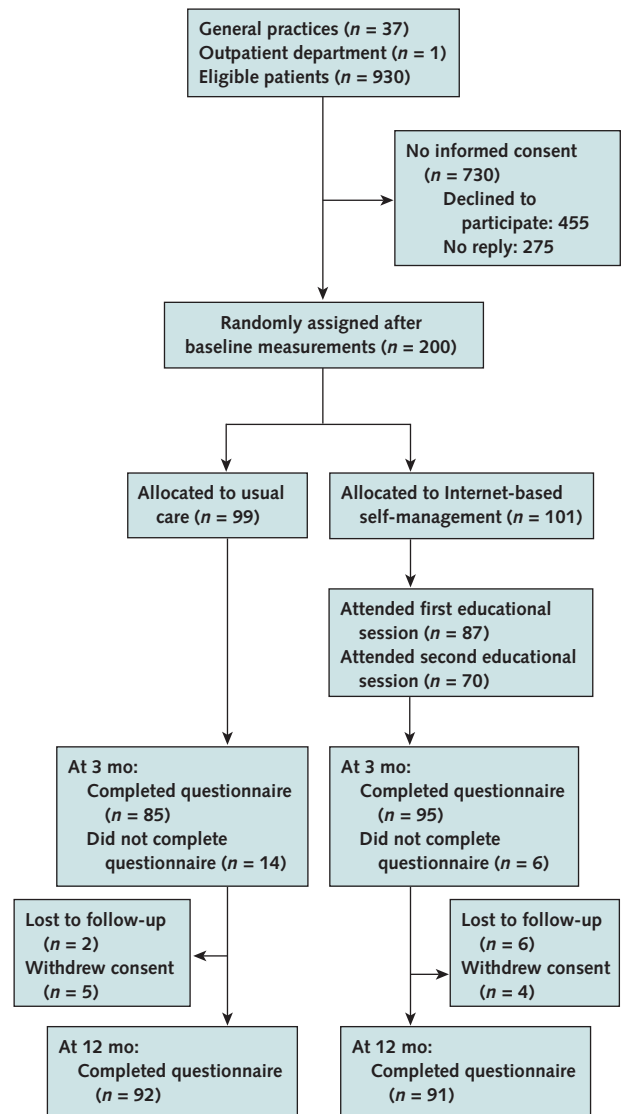 General practices (n = 37)
Outpatient department (n = 1)
Eligible patients (n = 930)
No informed consent
(n = 730)
Declined to
participate: 455
No reply: 275
Randomly assigned after
baseline measurements (n = 200)
Allocated to usual
care (n = 99)
Allocated to Internet-based
self-management (n = 101)
Attended first educational
session (n = 87)
Attended second educational
session (n = 70)
At 3 mo:
Completed questionnaire
(n = 85)
Did not complete
questionnaire (n = 14)
At 3 mo:
Completed questionnaire
(n = 95)
Did not complete
questionnaire (n = 6)
Lost to follow-up
(n = 2)
Withdrew consent
(n = 5)
Lost to follow-up
(n = 6)
Withdrew consent
(n = 4)
At 12 mo:
Completed questionnaire
(n = 92)
At 12 mo:
Completed questionnaire
(n = 91)